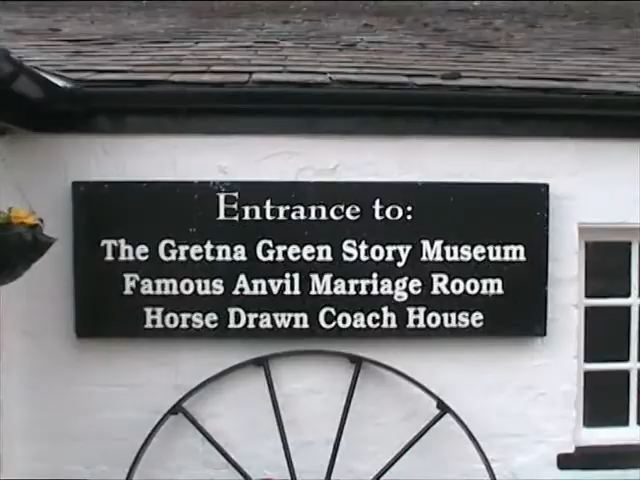 Entrance to:
The Gretna Green Story Museum
Famous Anvil Marriage Room
Horse Drawn Coach House